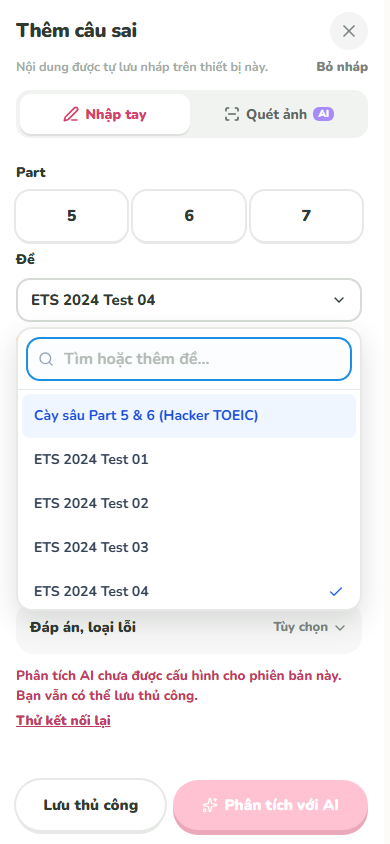 Thêm câu sai
Nội dung được tự lưu nháp trên thiết bị này.
Bỏ nháp
Nhập tay
Quét ảnh AI
Part
5
6
7
Đề
ETS 2024 Test 04
Tìm hoặc thêm đề...
Cày sâu Part 5 & 6 (Hacker TOEIC)
ETS 2024 Test 01
ETS 2024 Test 02
ETS 2024 Test 03
ETS 2024 Test 04
Đáp án, loại lỗi
Tùy chọn
Phân tích AI chưa được cấu hình cho phiên bản này.
Bạn vẫn có thể lưu thủ công.
Thử kết nối lại
Lưu thủ công
Phân tích với AI